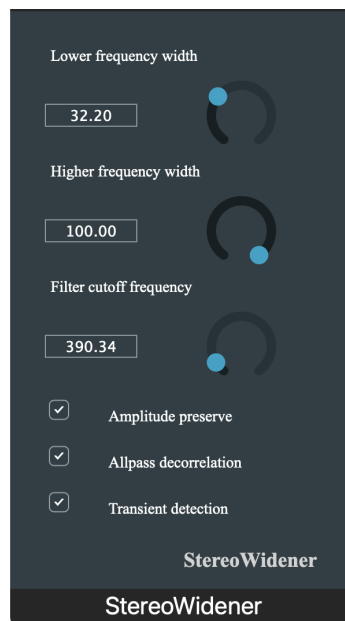 Lower frequency width
32.20
Higher frequency width
100.00
Filter cutoff frequency
390.34
Amplitude preserve
Allpass decorrelation
Transient detection
StereoWidener
StereoWidener